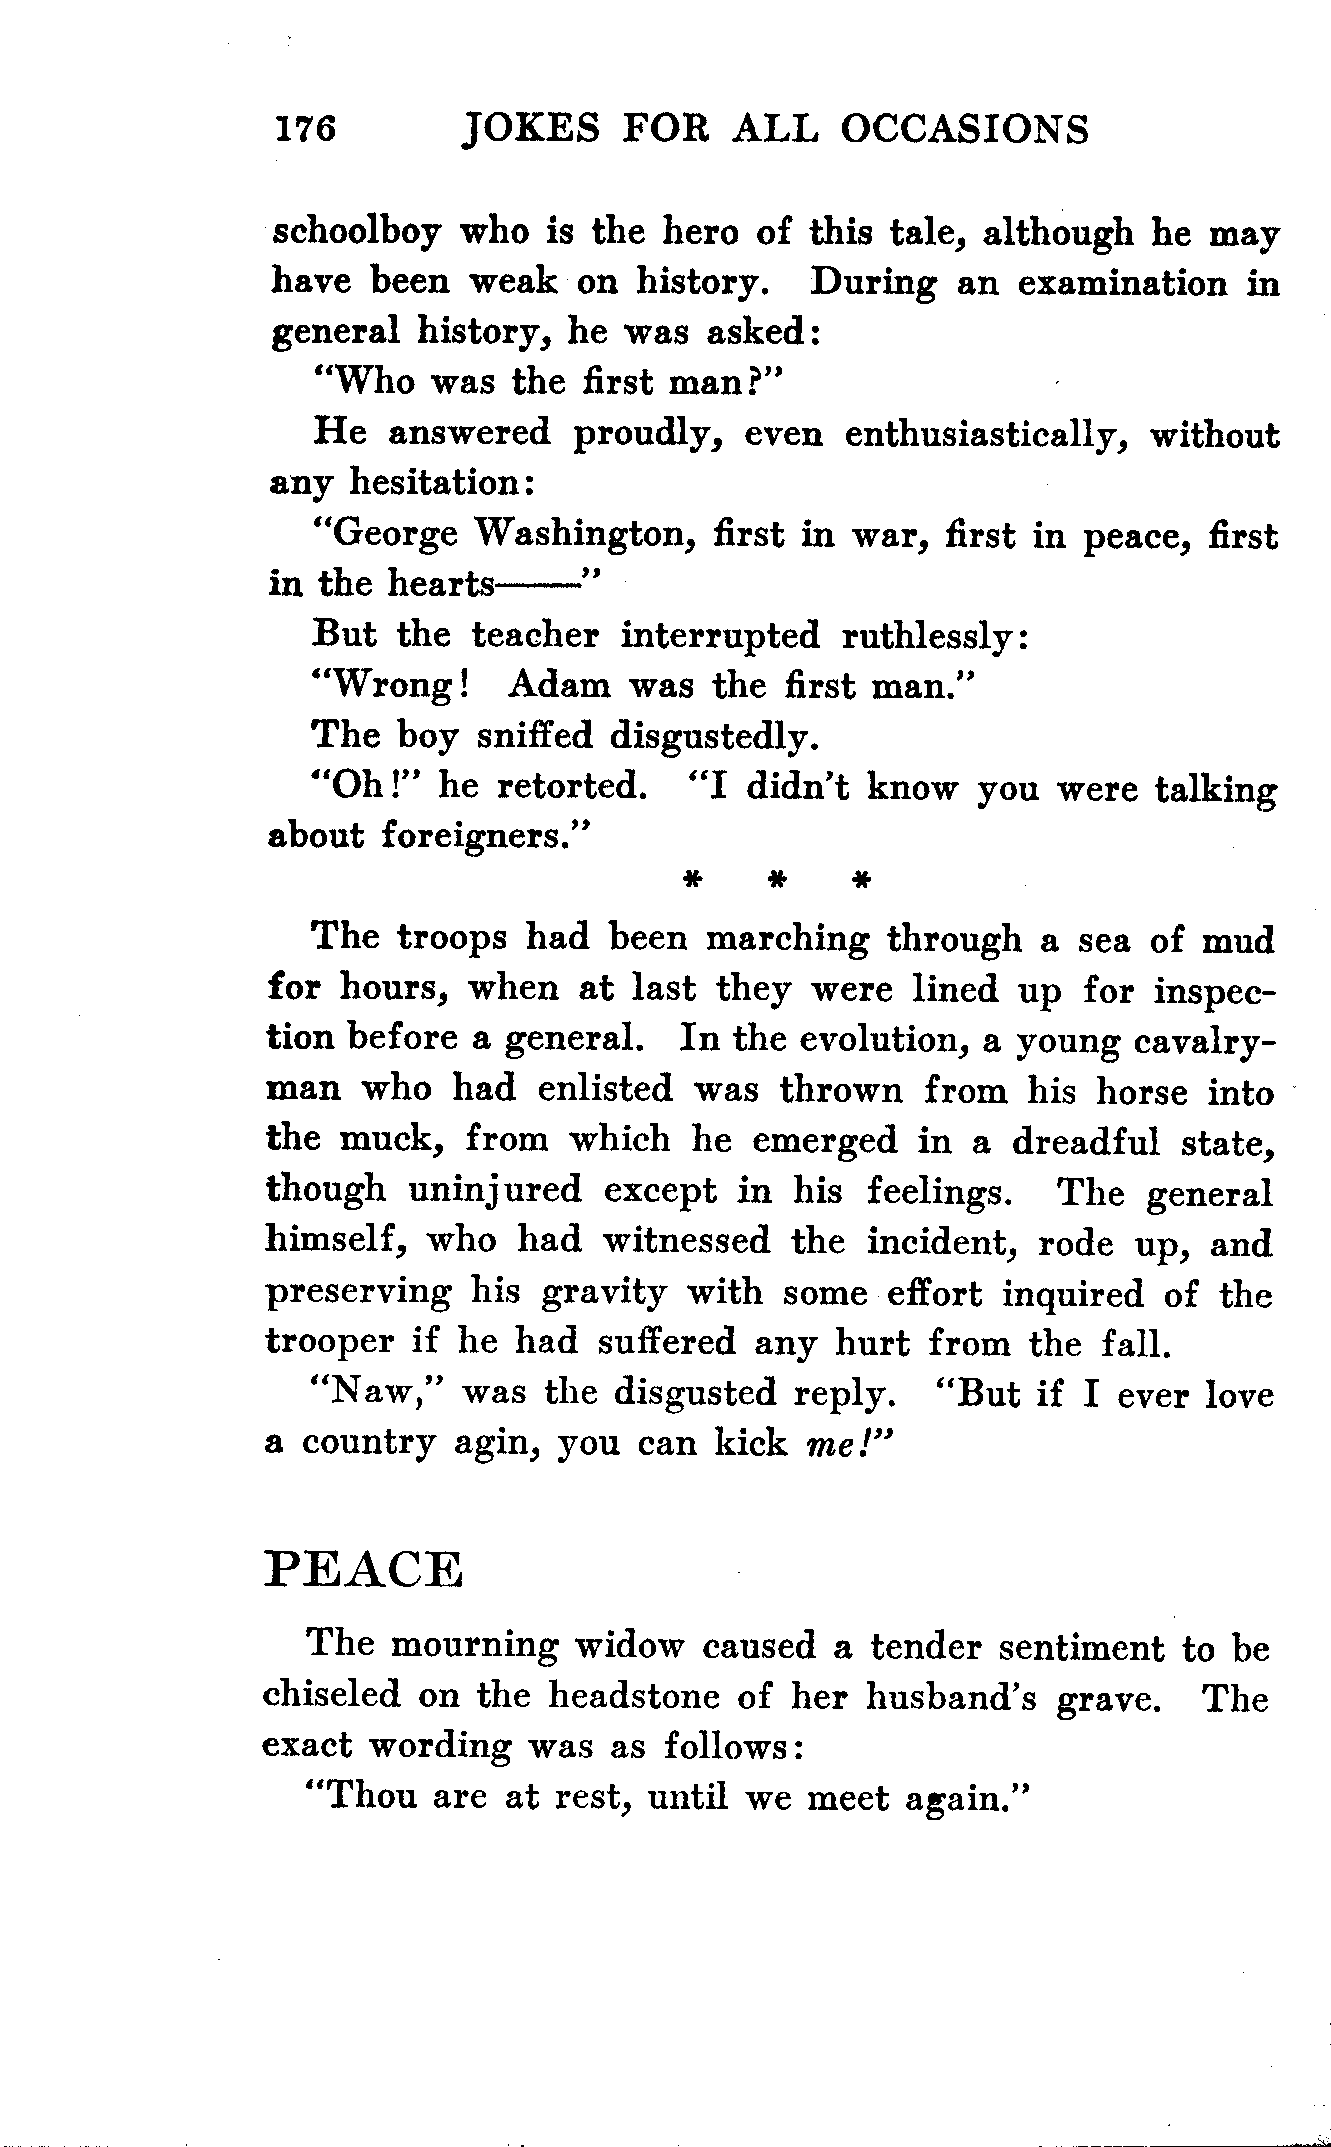 176 JOKES FOR ALL OCCASIONS
schoolboy who is the hero of this tale, although he may
have been weak on history. During an examination in
general history, he was asked:
"Who was the first man?"
He answered proudly, even enthusiastically, without
any hesitation:
"George Washington, first in war, first in peace, first
in the hearts——"
But the teacher interrupted ruthlessly:
"Wrong! Adam was the first man."
The boy sniffed disgustedly.
"Oh!" he retorted. "I didn't know you were talking
about foreigners."
* * *
The troops had been marching through a sea of mud
for hours, when at last they were lined up for inspec-
tion before a general. In the evolution, a young cavalry-
man who had enlisted was thrown from his horse into
the muck, from which he emerged in a dreadful state,
though uninjured except in his feelings. The general
himself, who had witnessed the incident, rode up, and
preserving his gravity with some effort inquired of the
trooper if he had suffered any hurt from the fall.
"Naw," was the disgusted reply. "But if I ever love
a country agin, you can kick me!"
PEACE
The mourning widow caused a tender sentiment to be
chiseled on the headstone of her husband's grave. The
exact wording was as follows:
"Thou are at rest, until we meet again."